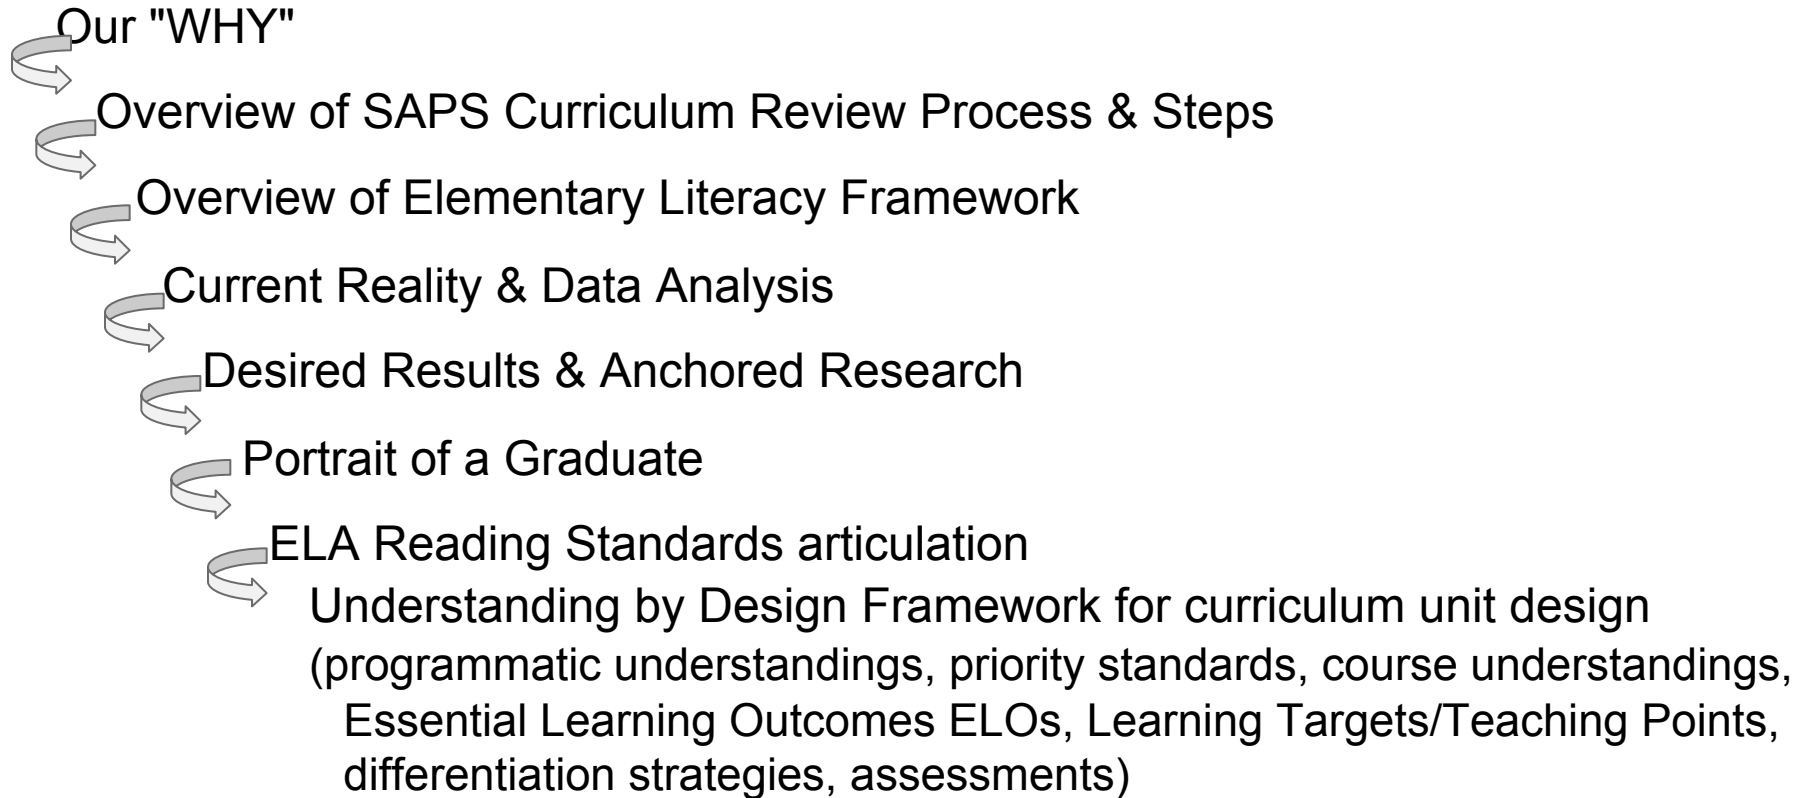 Our "WHY"
Overview of SAPS Curriculum Review Process & Steps
Overview of Elementary Literacy Framework
Current Reality & Data Analysis
Desired Results & Anchored Research
Portrait of a Graduate
ELA Reading Standards articulation
Understanding by Design Framework for curriculum unit design
(programmatic understandings, priority standards, course understandings,
Essential Learning Outcomes ELOs, Learning Targets/Teaching Points,
differentiation strategies, assessments)